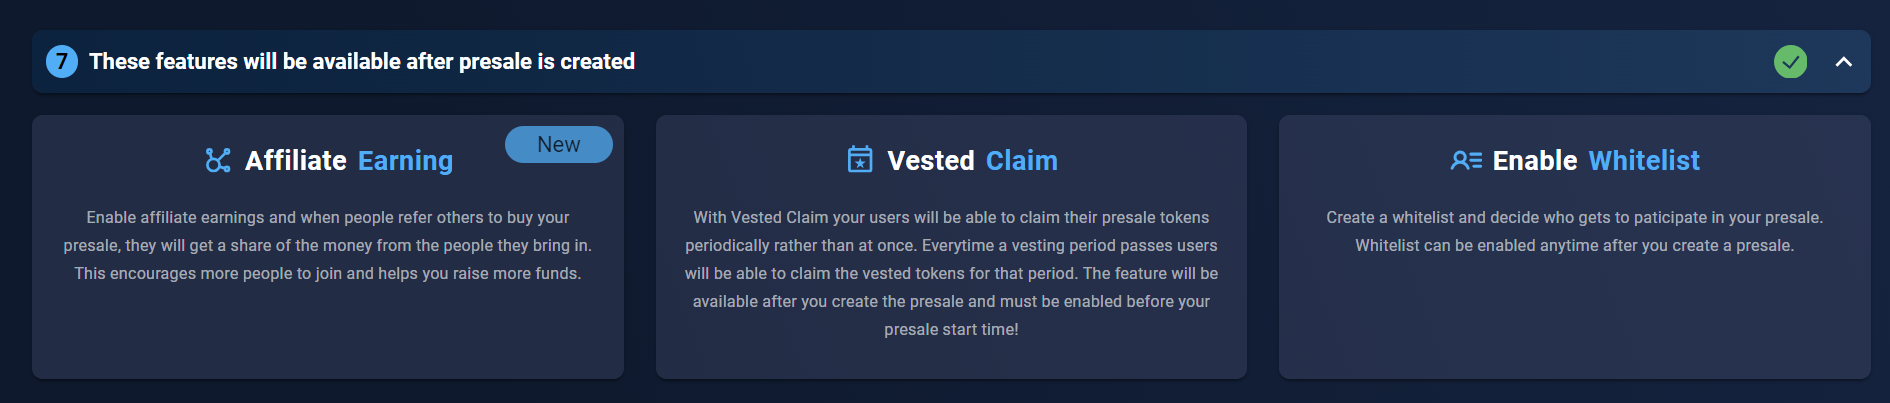 7 These features will be available after presale is created
Affiliate Earning
New
Enable affiliate earnings and when people refer others to buy your
presale, they will get a share of the money from the people they bring in.
This encourages more people to join and helps you raise more funds.
Vested Claim
With Vested Claim your users will be able to claim their presale tokens
periodically rather than at once. Everytime a vesting period passes users
will be able to claim the vested tokens for that period. The feature will be
available after you create the presale and must be enabled before your
presale start time!
Enable Whitelist
Create a whitelist and decide who gets to paticipate in your presale.
Whitelist can be enabled anytime after you create a presale.